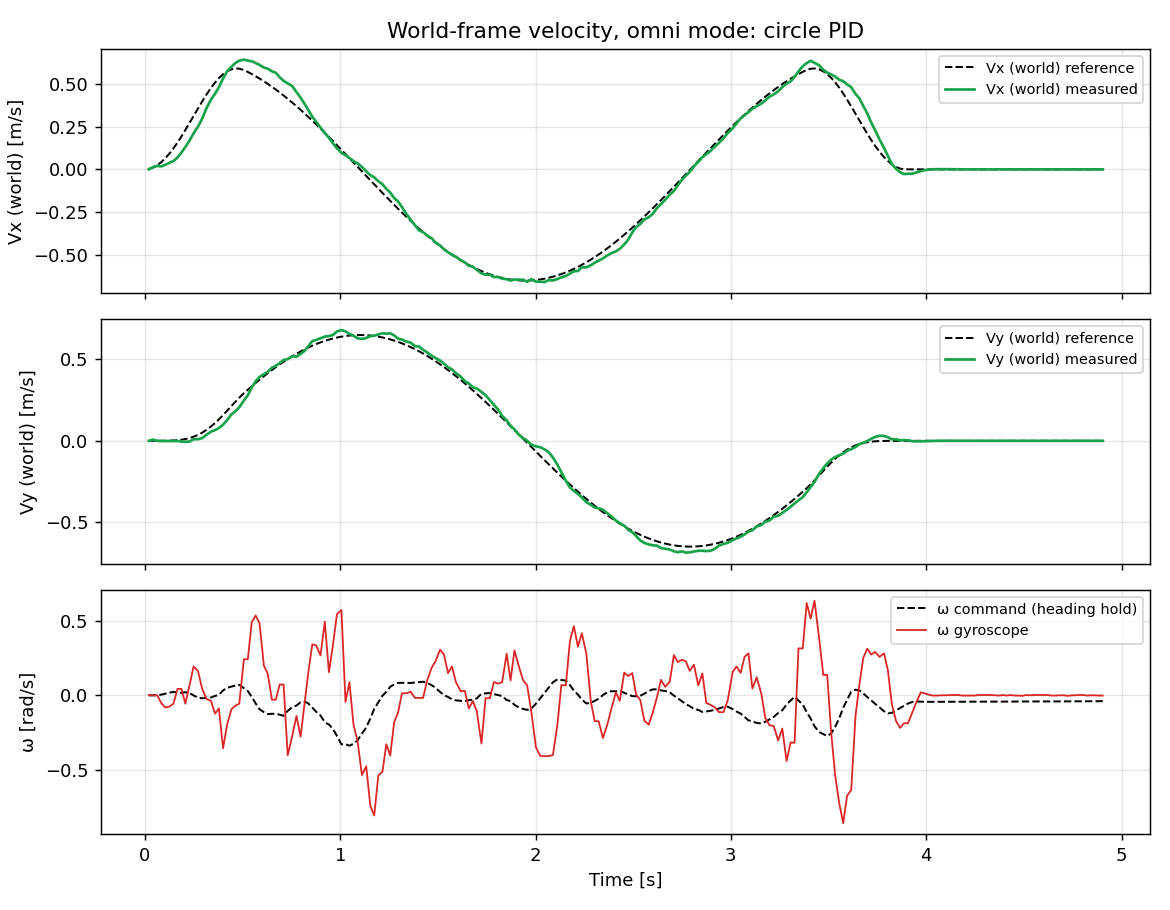 World-frame velocity, omni mode: circle PID
Vx (world) [m/s]
0.50
0.25
0.00
−0.25
−0.50
Vx (world) reference
Vx (world) measured
Vy (world) [m/s]
0.5
0.0
−0.5
Vy (world) reference
Vy (world) measured
ω [rad/s]
0.5
0.0
−0.5
ω command (heading hold)
ω gyroscope
0 1 2 3 4 5
Time [s]